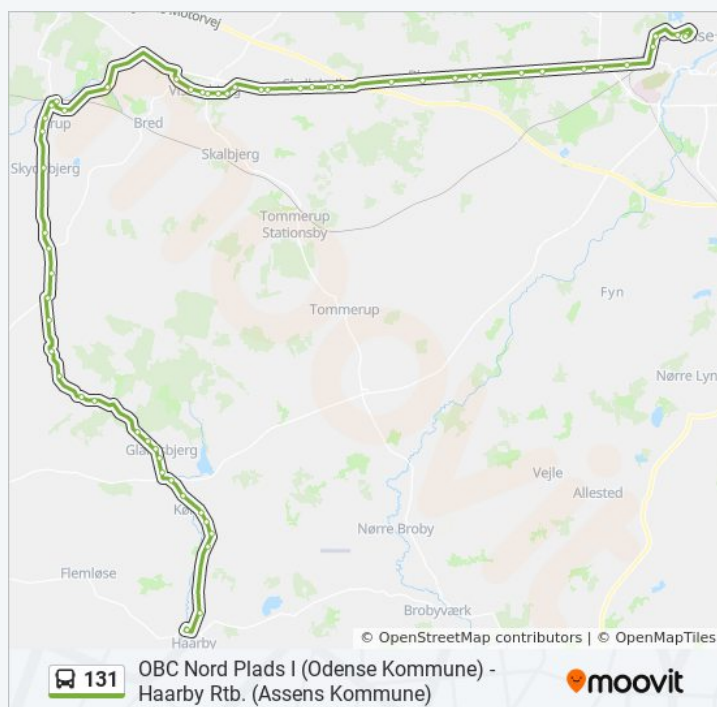 Motorvej
Bred
Skalbjerg
Tommerup
Stationsby
Fyn
Tommerup
Nørre Lyn
Vejle
Allested
Nørre Broby
Flemløse
Brobyværk
Haarby
© OpenStreetMap contributors | © OpenMapTiles
131
OBC Nord Plads I (Odense Kommune) -
Haarby Rtb. (Assens Kommune)
moovit